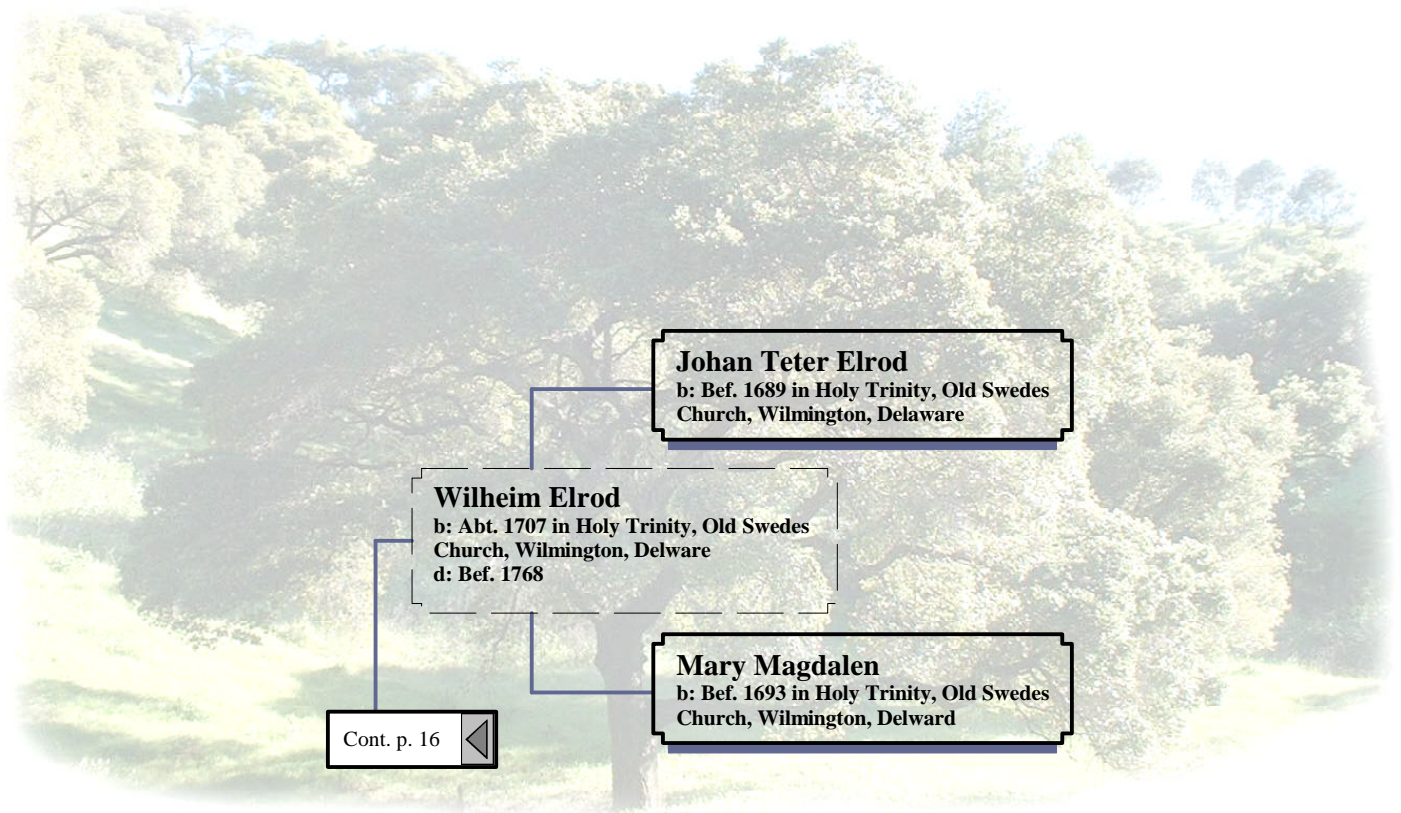 Johan Teter Elrod
b: Bef. 1689 in Holy Trinity, Old Swedes
Church, Wilmington, Delaware
Wilheim Elrod
b: Abt. 1707 in Holy Trinity, Old Swedes
Church, Wilmington, Delware
d: Bef. 1768
Mary Magdalen
b: Bef. 1693 in Holy Trinity, Old Swedes
Church, Wilmington, Delward
Cont. p. 16